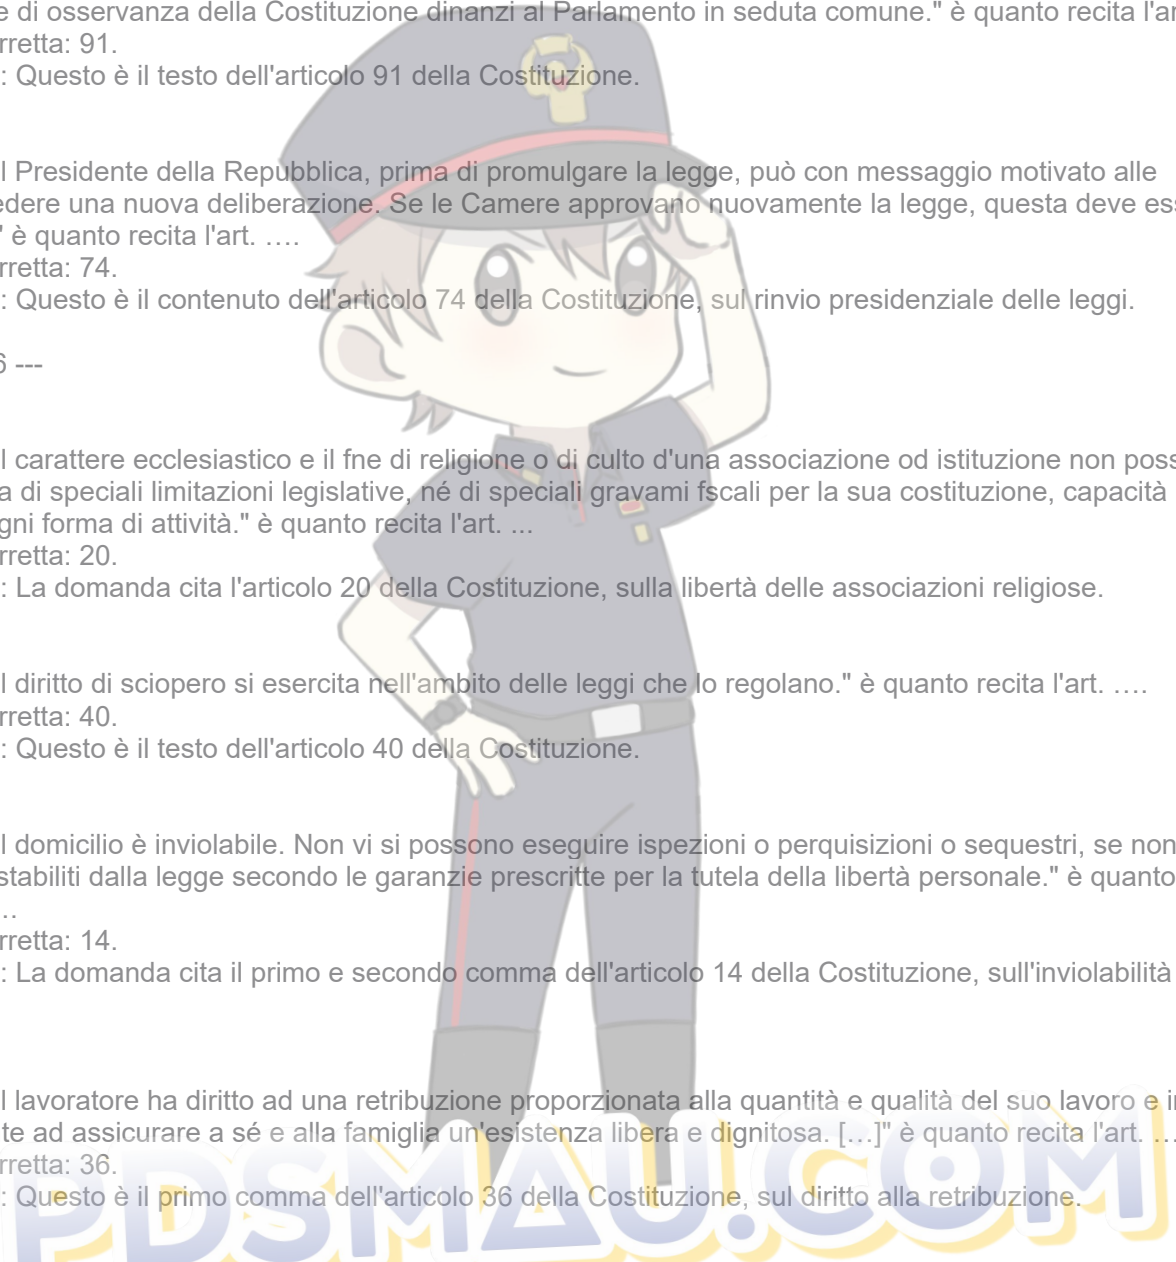 e di osservanza della Costituzione dinanzi al Parlamento in seduta comune." è quanto recita l'ar
rretta: 91.
: Questo è il testo dell'articolo 91 della Costituzione.
l Presidente della Repubblica, prima di promulgare la legge, può con messaggio motivato alle
edere una nuova deliberazione. Se le Camere approvano nuovamente la legge, questa deve ess
" è quanto recita l'art. ….
rretta: 74.
: Questo è il contenuto dell'articolo 74 della Costituzione, sul rinvio presidenziale delle leggi.
6 ---
l carattere ecclesiastico e il fne di religione o di culto d'una associazione od istituzione non poss
a di speciali limitazioni legislative, né di speciali gravami fscali per la sua costituzione, capacità
gni forma di attività." è quanto recita l'art. ...
rretta: 20.
: La domanda cita l'articolo 20 della Costituzione, sulla libertà delle associazioni religiose.
l diritto di sciopero si esercita nell'ambito delle leggi che lo regolano." è quanto recita l'art. ….
rretta: 40.
: Questo è il testo dell'articolo 40 della Costituzione.
l domicilio è inviolabile. Non vi si possono eseguire ispezioni o perquisizioni o sequestri, se non
stabiliti dalla legge secondo le garanzie prescritte per la tutela della libertà personale." è quanto
..
rretta: 14.
: La domanda cita il primo e secondo comma dell'articolo 14 della Costituzione, sull'inviolabilità
l lavoratore ha diritto ad una retribuzione proporzionata alla quantità e qualità del suo lavoro e i
te ad assicurare a sé e alla famiglia un'esistenza libera e dignitosa. […]" è quanto recita l'art. …
rretta: 36.
: Questo è il primo comma dell'articolo 36 della Costituzione, sul diritto alla retribuzione.
PDSMAU.COM